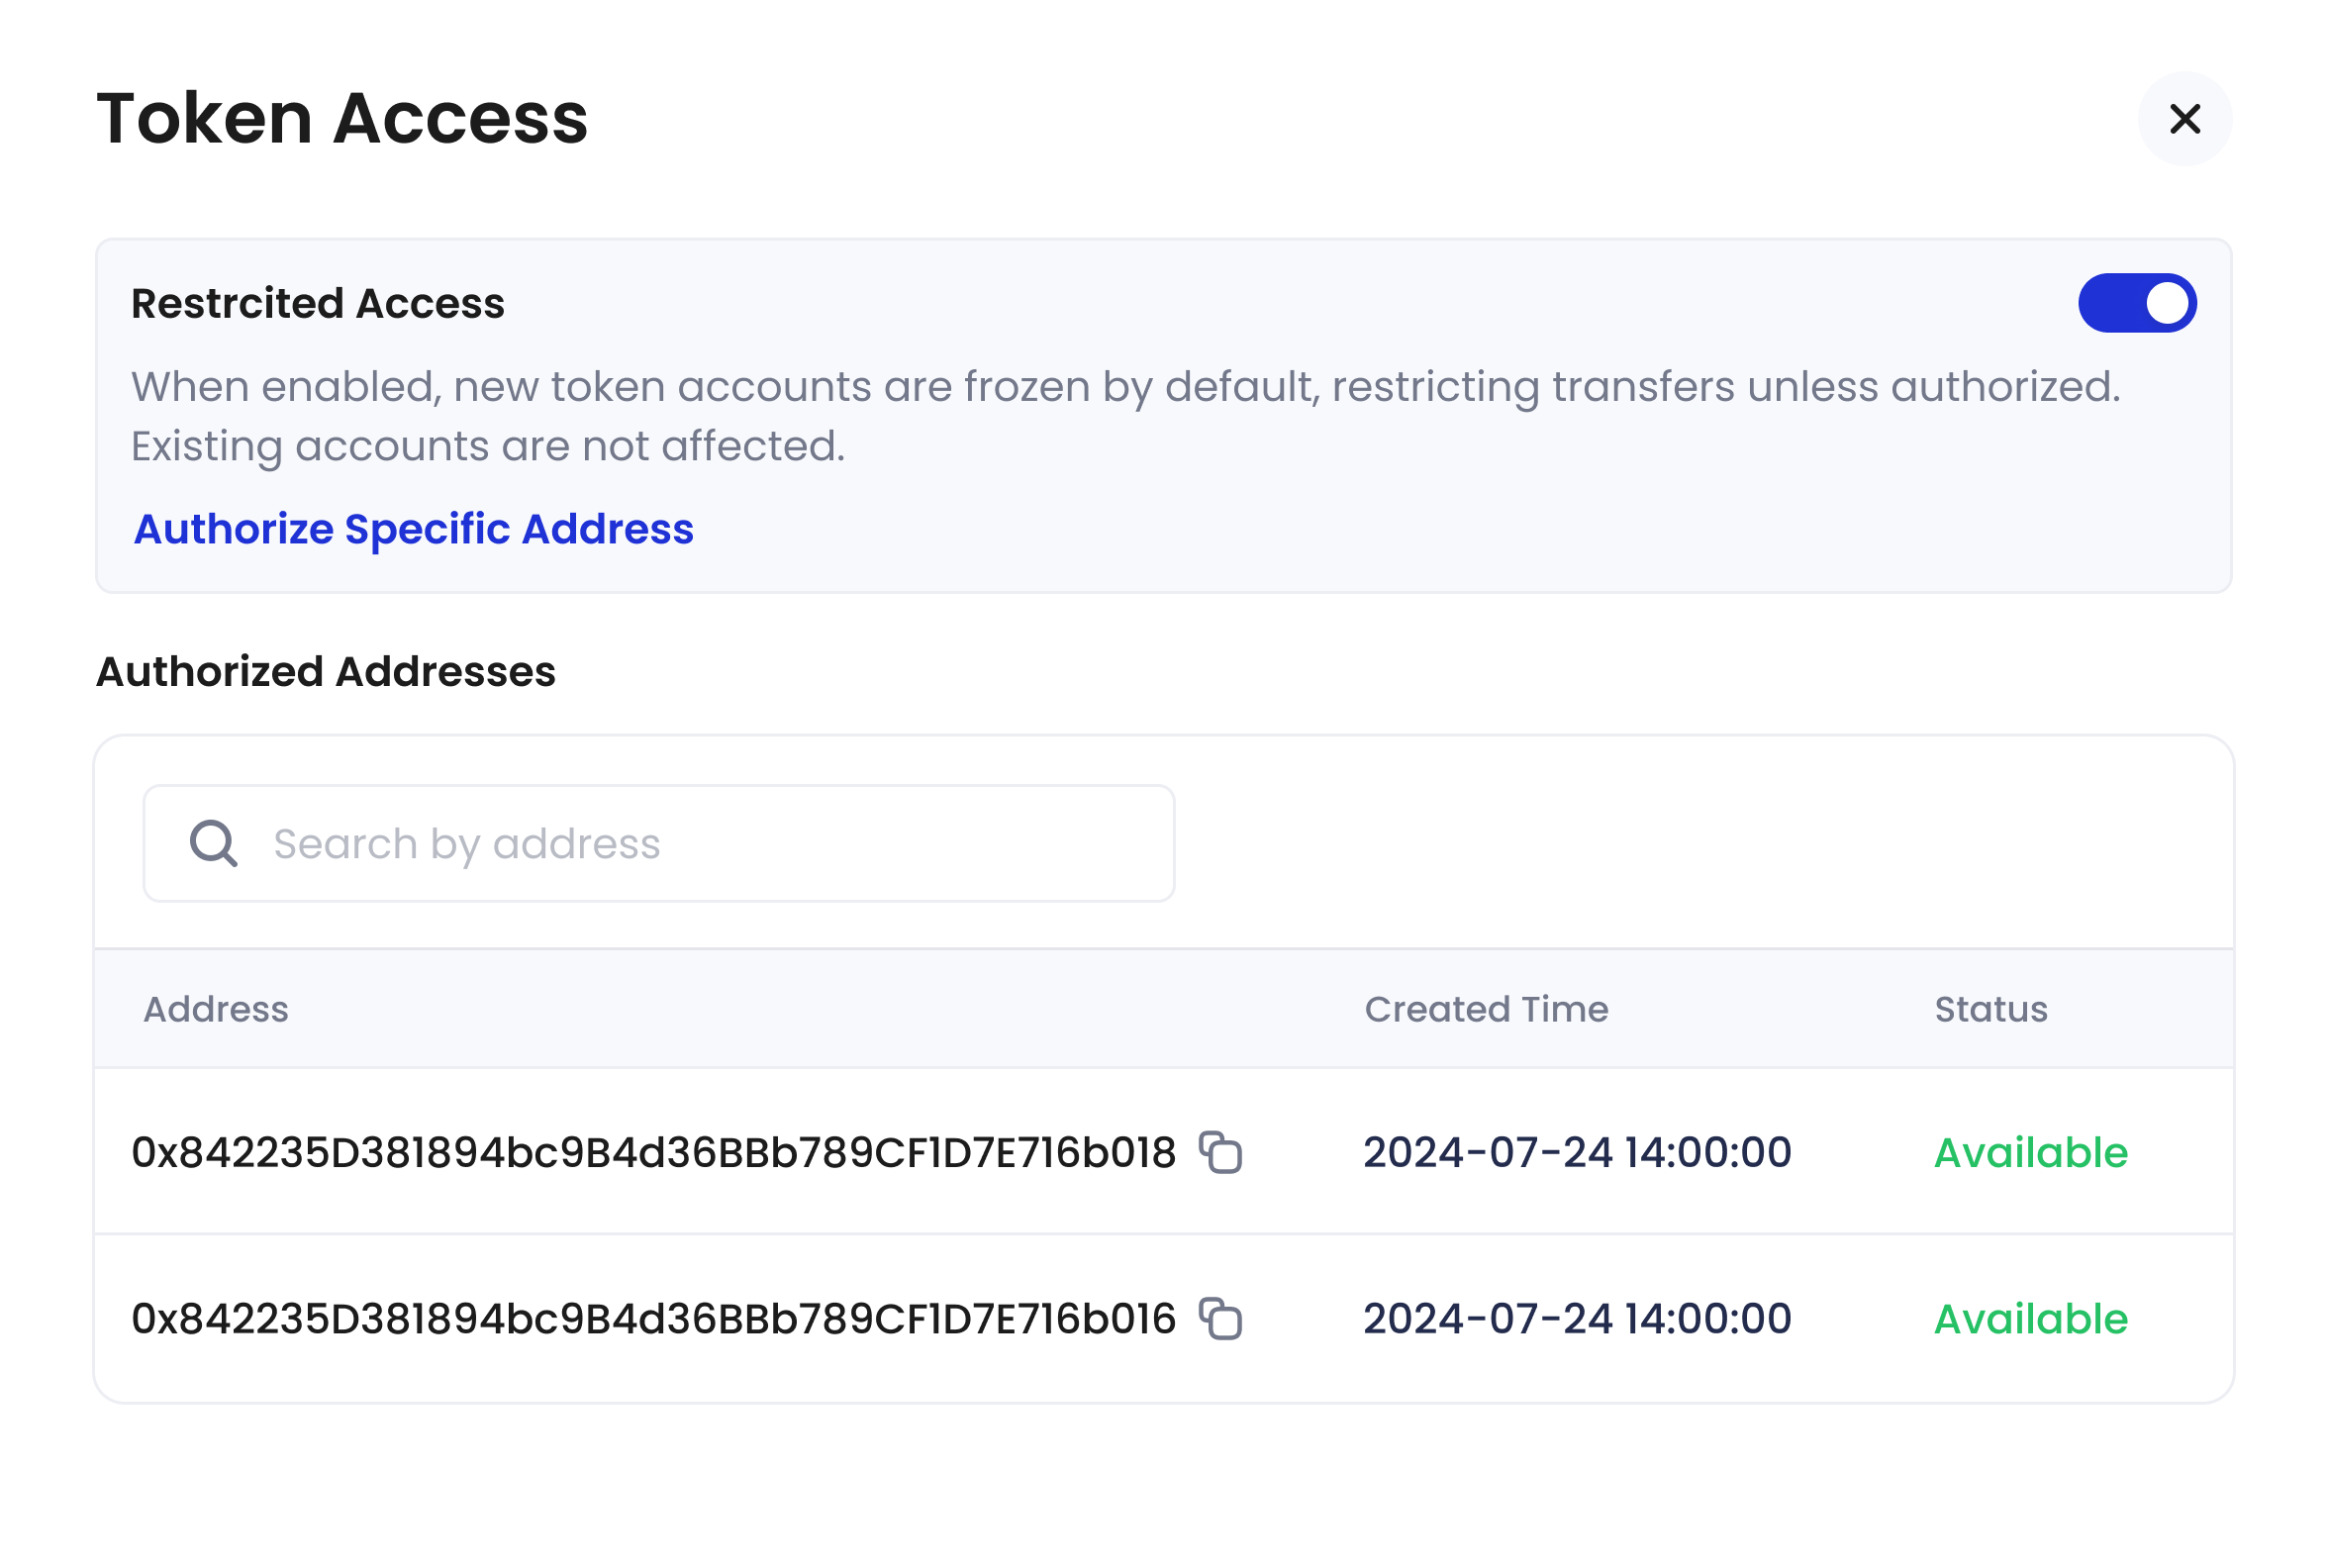 Token Access
Restrcited Access
When enabled, new token accounts are frozen by default, restricting transfers unless authorized.
Existing accounts are not affected.
Authorize Specific Address
Authorized Addresses
Search by address
Address Created Time Status
0x842235D381894bc9B4d36BBb789CF1D7E716b018 2024-07-24 14:00:00 Available
0x842235D381894bc9B4d36BBb789CF1D7E716b016 2024-07-24 14:00:00 Available